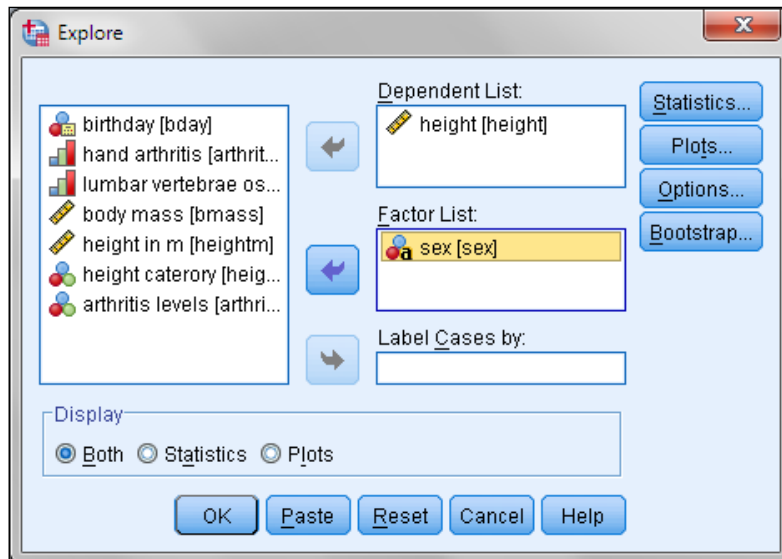 Explore
birthday [bday]
hand arthritis [arthrit...
lumbar vertebrae os...
body mass [bmass]
height in m [heightm]
height caterory [heig...
arthritis levels [arthri...
Dependent List:
height [height]
Factor List:
a sex [sex]
Label Cases by:
Statistics...
Plots...
Options...
Bootstrap...
Display
Both Statistics Plots
OK Paste Reset Cancel Help